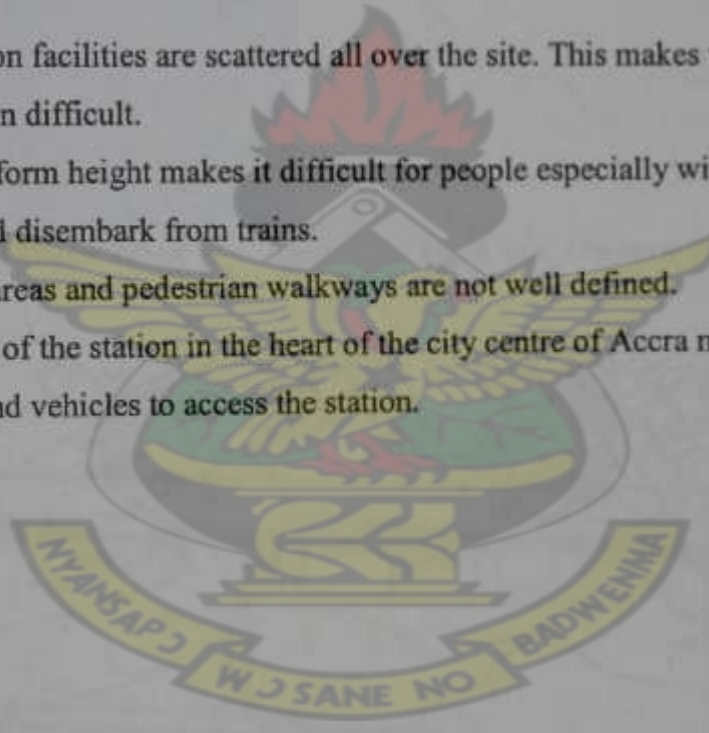 on facilities are scattered all over the site. This makes
n difficult.
form height makes it difficult for people especially wi
d disembark from trains.
areas and pedestrian walkways are not well defined.
of the station in the heart of the city centre of Accra
nd vehicles to access the station.
NYANSAPƆ
WƆSANE NO
BADWENMA